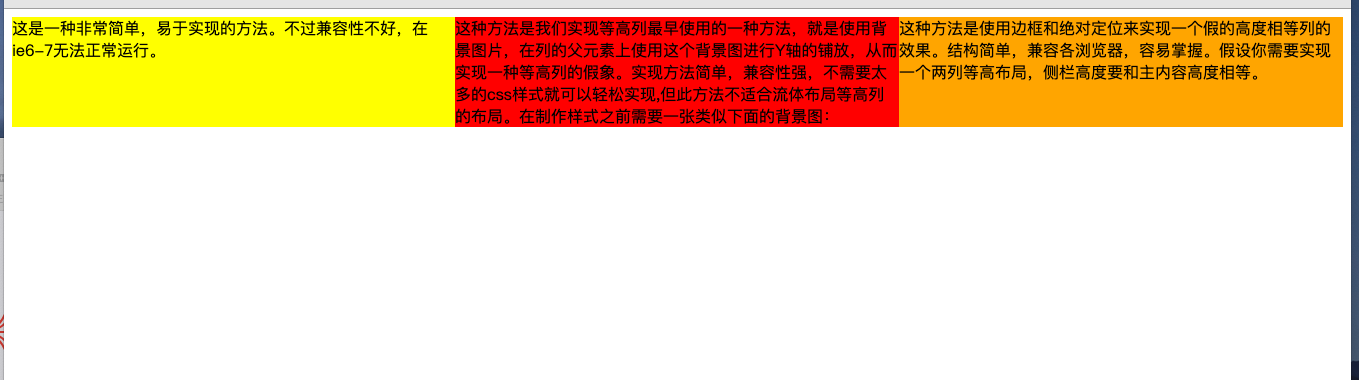 这是一种非常简单，易于实现的方法。不过兼容性不好，在
ie6-7无法正常运行。
这种方法是我们实现等高列最早使用的一种方法，就是使用背
景图片，在列的父元素上使用这个背景图进行Y轴的铺放，从而
实现一种等高列的假象。实现方法简单，兼容性强，不需要太
多的css样式就可以轻松实现,但此方法不适合流体布局等高列
的布局。在制作样式之前需要一张类似下面的背景图：
这种方法是使用边框和绝对定位来实现一个假的高度相等列的
效果。结构简单，兼容各浏览器，容易掌握。假设你需要实现
一个两列等高布局，侧栏高度要和主内容高度相等。